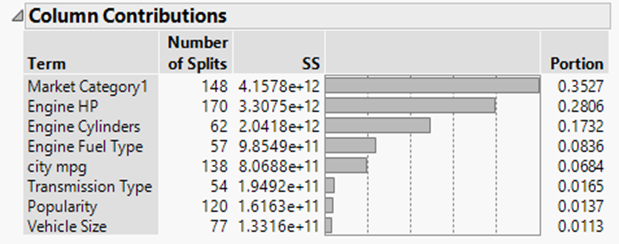 Column Contributions
Term Number of Splits SS Portion
Market Category1 148 4.1578e+12 0.3527
Engine HP 170 3.3075e+12 0.2806
Engine Cylinders 62 2.0418e+12 0.1732
Engine Fuel Type 57 9.8549e+11 0.0836
city mpg 138 8.0688e+11 0.0684
Transmission Type 54 1.9492e+11 0.0165
Popularity 120 1.6163e+11 0.0137
Vehicle Size 77 1.3316e+11 0.0113